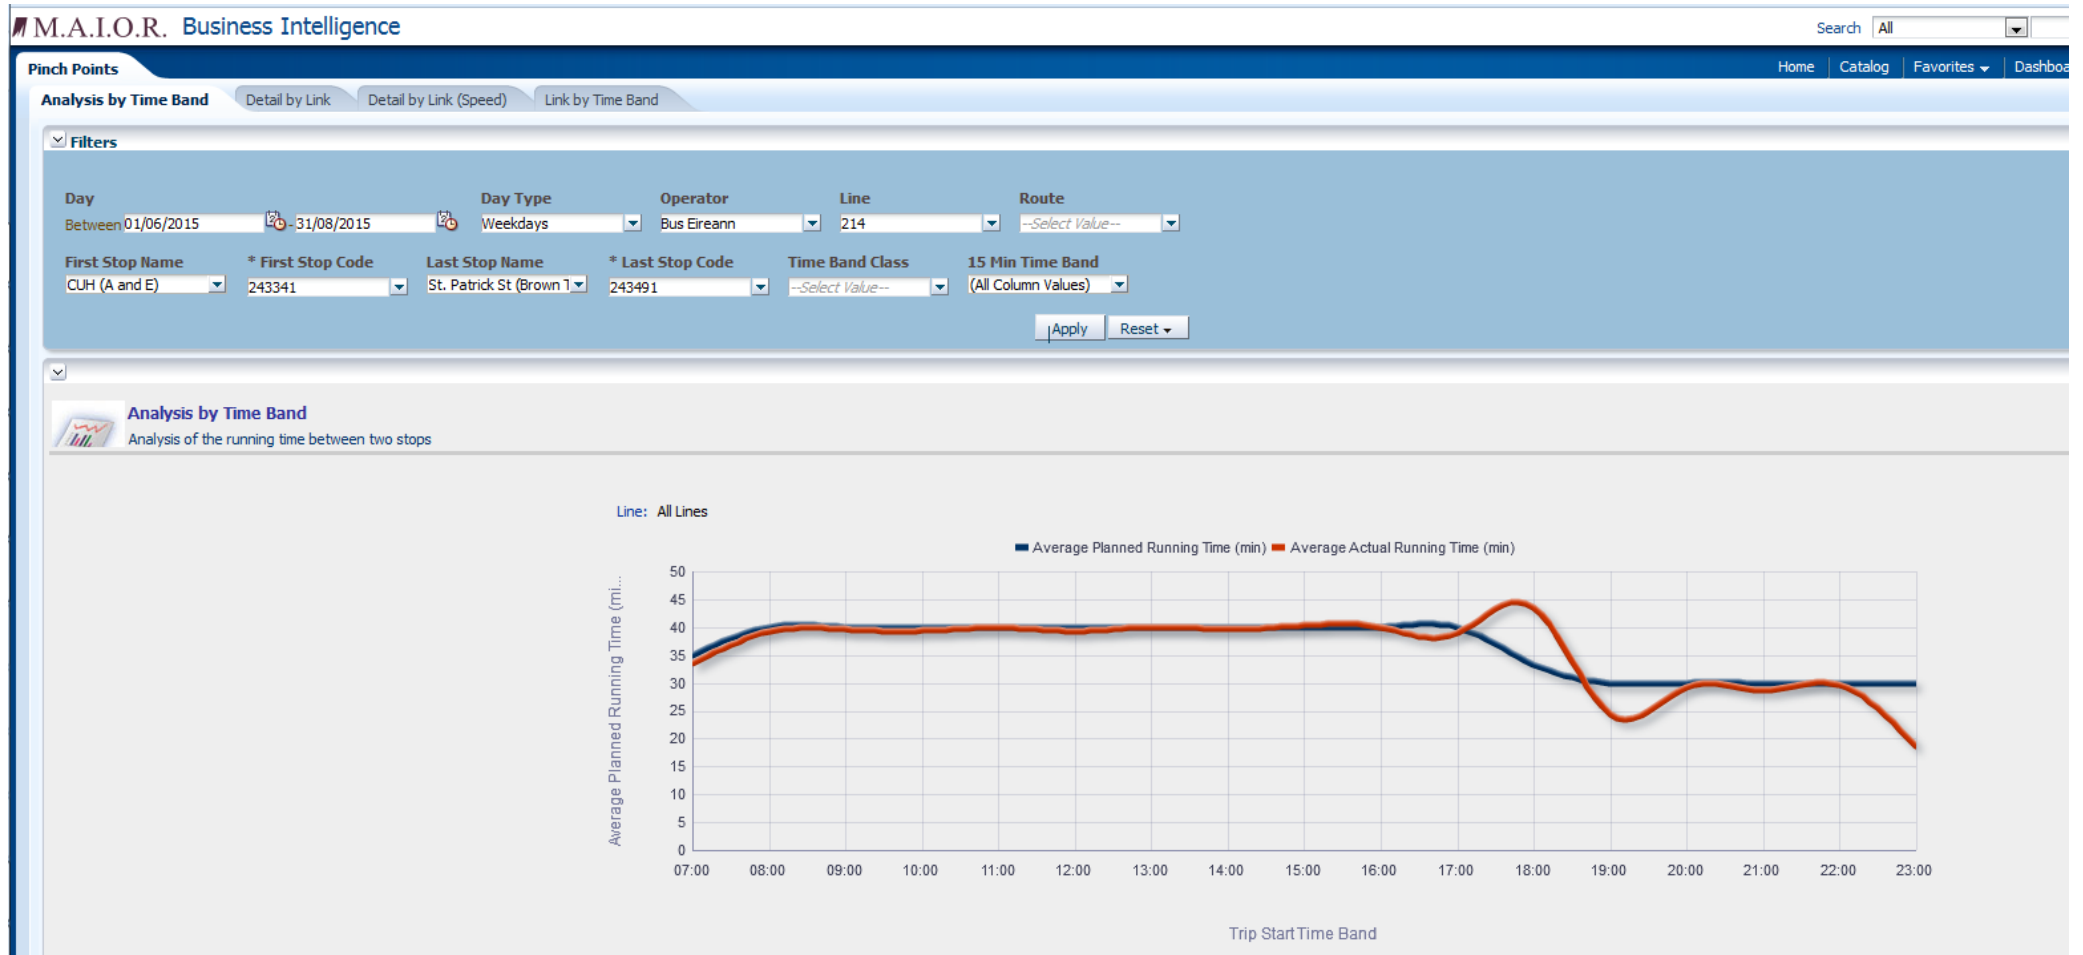 M.A.I.O.R. Business Intelligence Search All
Pinch Points Home Catalog Favorites
Analysis by Time Band Detail by Link Detail by Link (Speed) Link by Time Band
Filters
Day Day Type Operator Line Route
Between 01/06/2015 - 31/08/2015 Weekdays Bus Eireann 214 --Select Value--
First Stop Name * First Stop Code Last Stop Name * Last Stop Code Time Band Class 15 Min Time Band
CUH (A and E) 243341 St. Patrick St (Brown T 243491 --Select Value-- (All Column Values)
Apply Reset
Analysis by Time Band
Analysis of the running time between two stops
Line: All Lines
Average Planned Running Time (min) Average Actual Running Time (min)
Average Planned Running Time (mi...
50
45
40
35
30
25
20
15
10
5
0
07:00 08:00 09:00 10:00 11:00 12:00 13:00 14:00 15:00 16:00 17:00 18:00 19:00 20:00 21:00 22:00 23:00
Trip Start Time Band